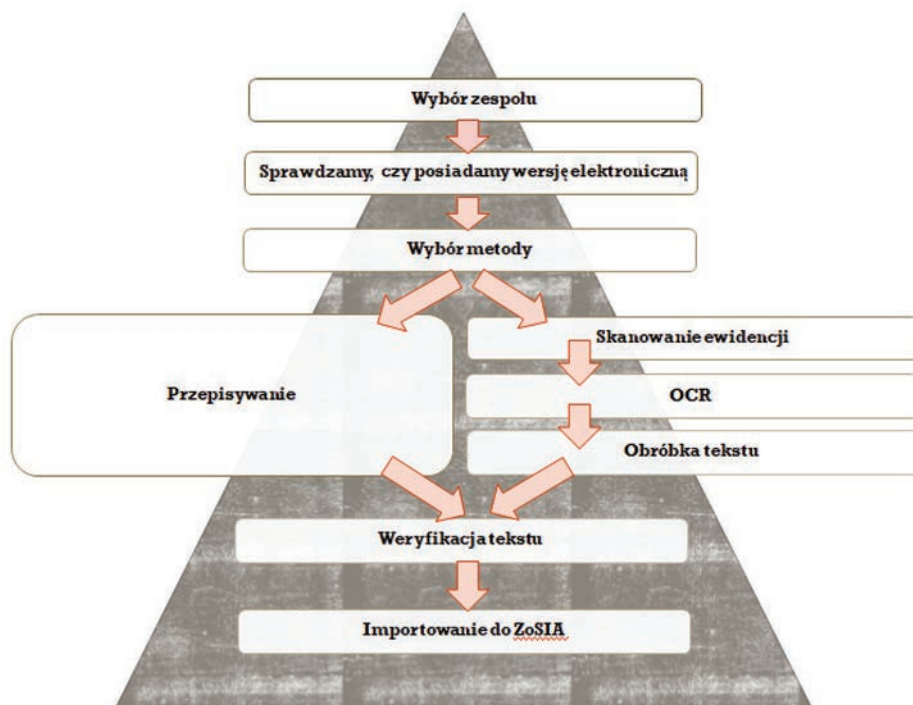 Wybór zespołu
Sprawdzamy, czy posiadamy wersję elektroniczną
Wybór metody
Przepisywanie
Skanowanie ewidencji
OCR
Obróbka tekstu
Weryfikacja tekstu
Importowanie do ZoSIA